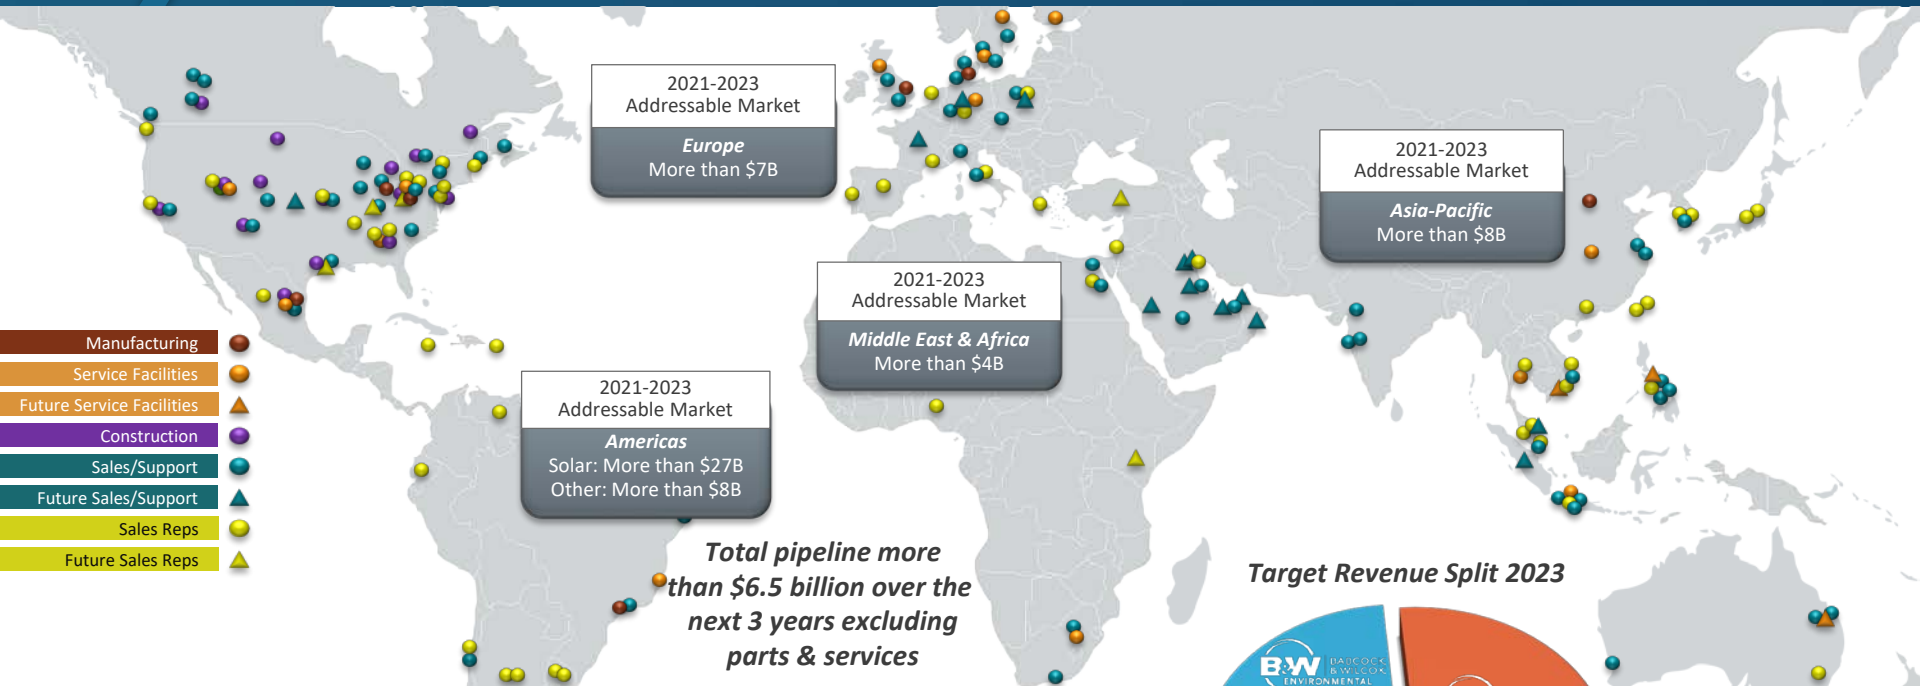 2021-2023
Addressable Market
Europe
More than $7B
2021-2023
Addressable Market
Asia-Pacific
More than $8B
2021-2023
Addressable Market
Middle East & Africa
More than $4B
Manufacturing
Service Facilities
Future Service Facilities
Construction
Sales/Support
Future Sales/Support
Sales Reps
Future Sales Reps
2021-2023
Addressable Market
Americas
Solar: More than $27B
Other: More than $8B
Total pipeline more
than $6.5 billion over the
next 3 years excluding
parts & services
Target Revenue Split 2023
B&W BABCOCK
& WILCOX
ENVIRONMENTAL